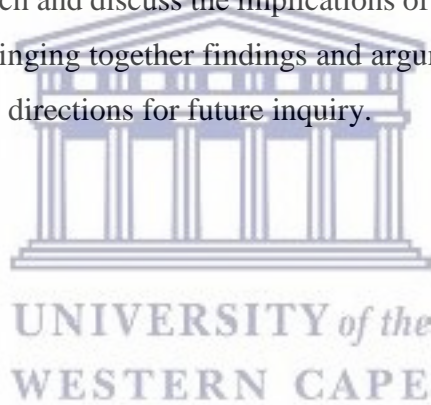 ch and discuss the implications of
inging together findings and argu
directions for future inquiry.
UNIVERSITY of the
WESTERN CAPE